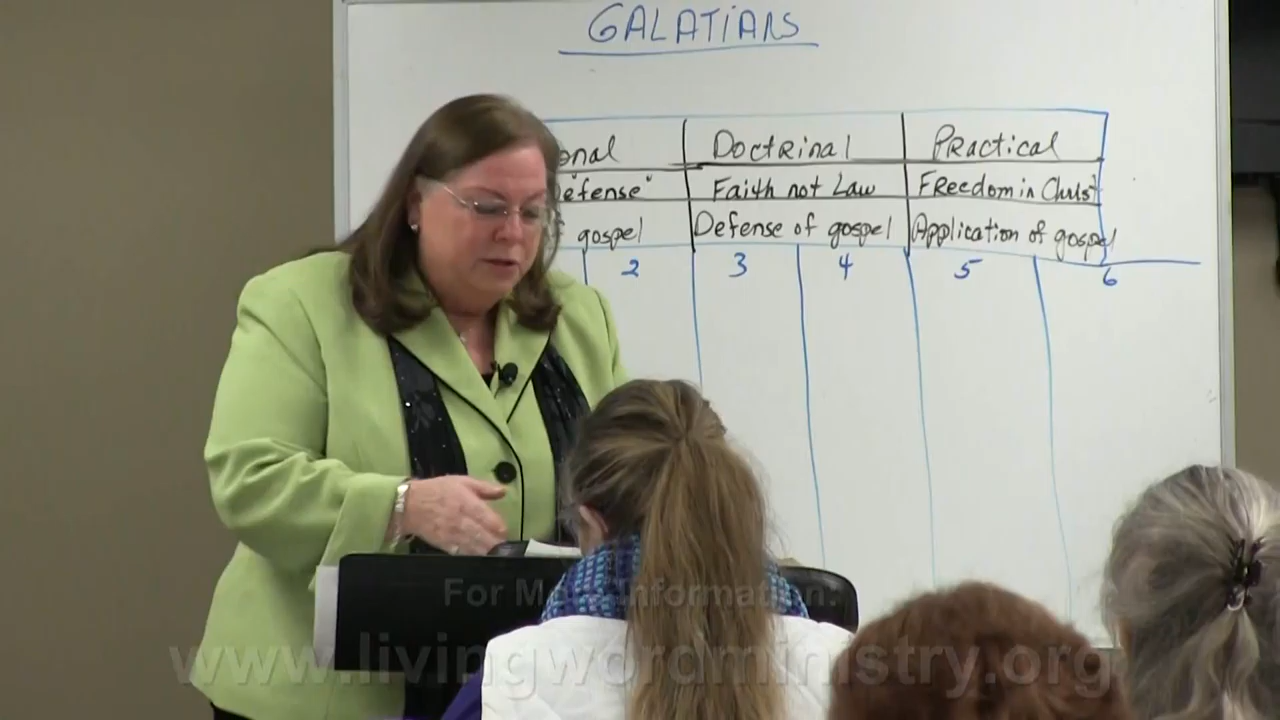 GALATIANS
onal Doctrinal Practical
efense" Faith not Law Freedom in Christ
gospel Defense of gospel Application of gospel
2 3 4 5 6
For More Information:
www.livingwordministry.org